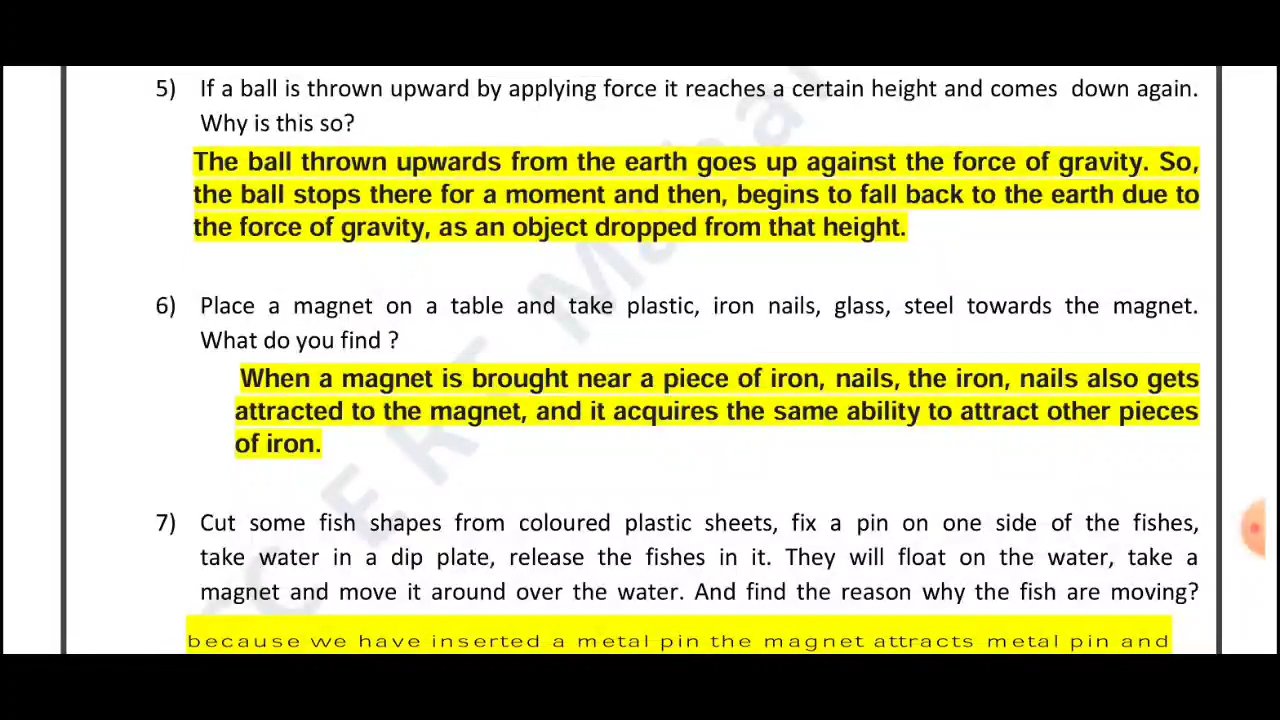 5) If a ball is thrown upward by applying force it reaches a certain height and comes down again.
Why is this so?
The ball thrown upwards from the earth goes up against the force of gravity. So,
the ball stops there for a moment and then, begins to fall back to the earth due to
the force of gravity, as an object dropped from that height.
6) Place a magnet on a table and take plastic, iron nails, glass, steel towards the magnet.
What do you find ?
When a magnet is brought near a piece of iron, nails, the iron, nails also gets
attracted to the magnet, and it acquires the same ability to attract other pieces
of iron.
7) Cut some fish shapes from coloured plastic sheets, fix a pin on one side of the fishes,
take water in a dip plate, release the fishes in it. They will float on the water, take a
magnet and move it around over the water. And find the reason why the fish are moving?
because we have inserted a metal pin the magnet attracts metal pin and